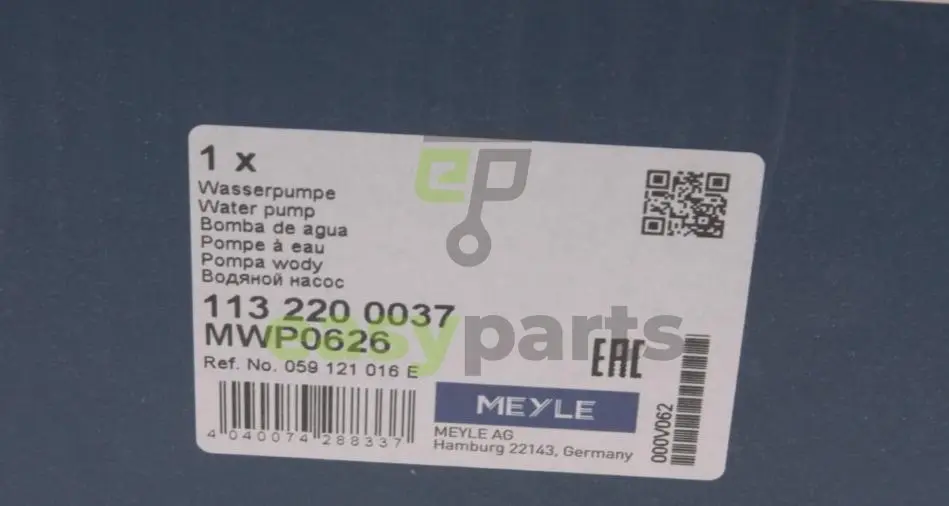 1 x
Wasserpumpe
Water pump
Bomba de agua
Pompe à eau
Pompa wody
Водяной насос
113 220 0037
MWP0626
Ref. No. 059 121 016 E
4 040074 288337
EAC
MEYLE
MEYLE AG
Hamburg 22143, Germany
000V062
ep
easyparts